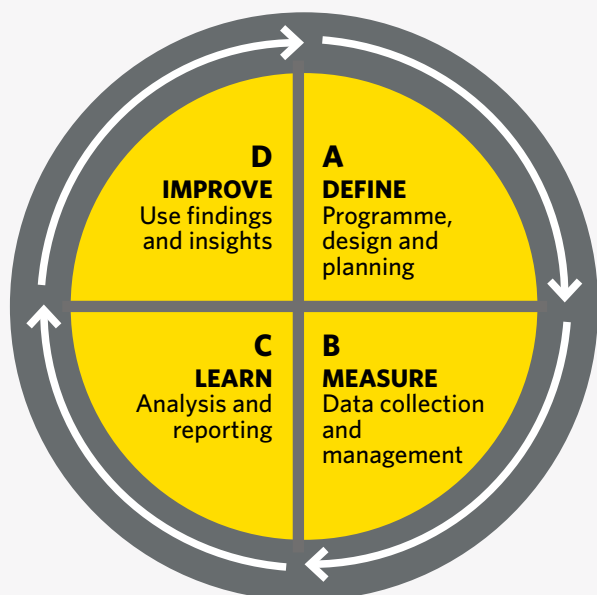 A
DEFINE
Programme,
design and
planning
B
MEASURE
Data collection
and
management
C
LEARN
Analysis and
reporting
D
IMPROVE
Use findings
and insights